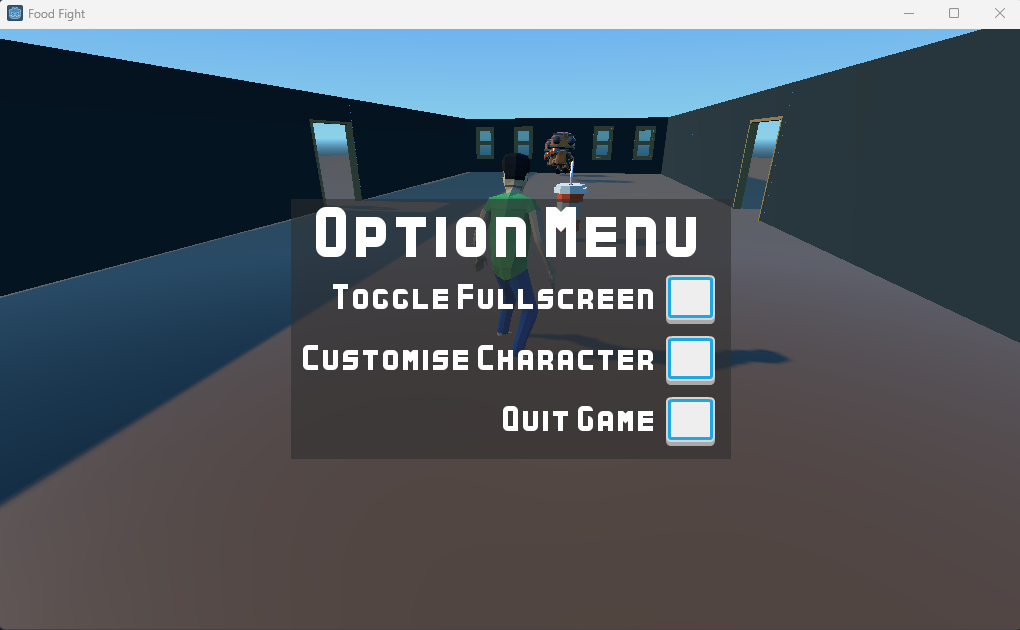 Food Fight
Option Menu
Toggle Fullscreen
Customise Character
Quit Game